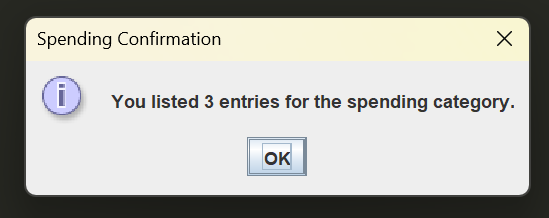 Spending Confirmation
You listed 3 entries for the spending category.
OK